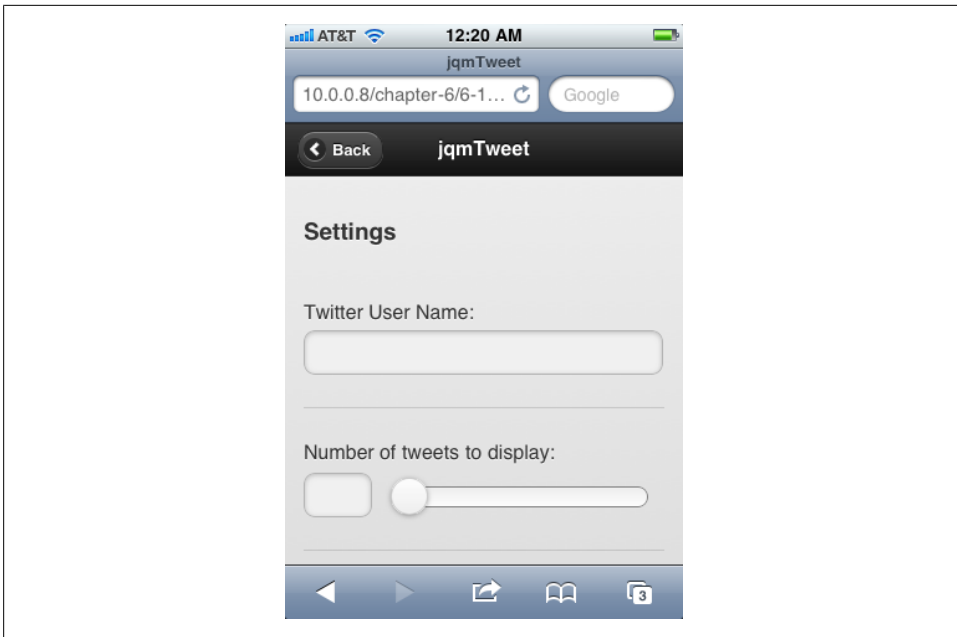 AT&T 12:20 AM
jqmTweet
10.0.0.8/chapter-6/6-1... Google
Back jqmTweet
Settings
Twitter User Name:
Number of tweets to display:
3